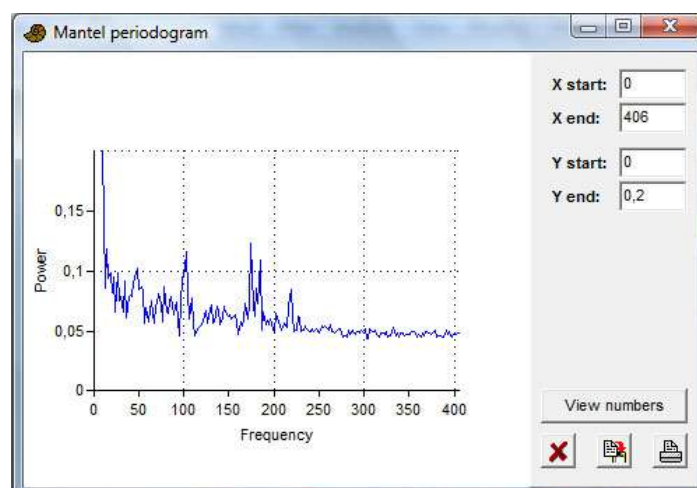 Mantel periodogram
X start: 0
X end: 406
Y start: 0
Y end: 0,2
0,15
0,1
0,05
0
Power
0 50 100 150 200 250 300 350 400
Frequency
View numbers